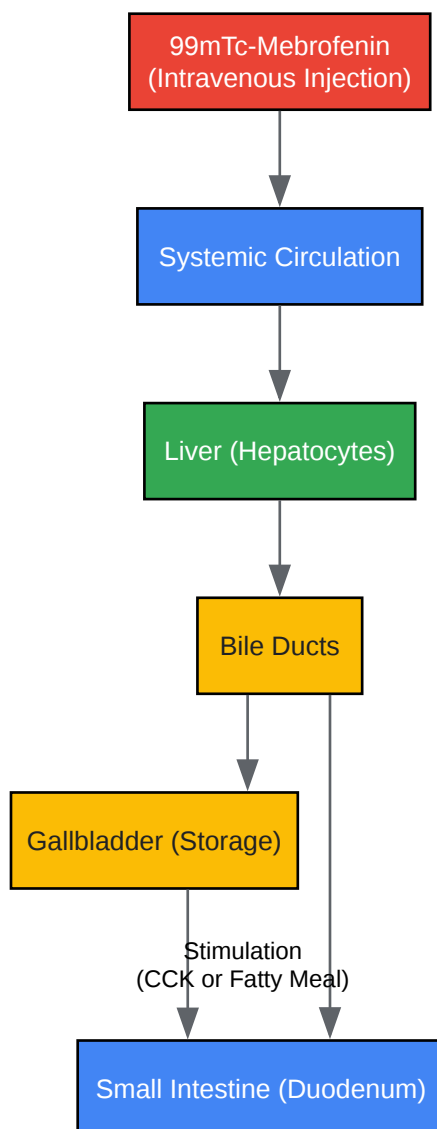 99mTc-Mebrofenin
(Intravenous Injection)
Systemic Circulation
Liver (Hepatocytes)
Bile Ducts
Gallbladder (Storage)
Stimulation
(CCK or Fatty Meal)
Small Intestine (Duodenum)